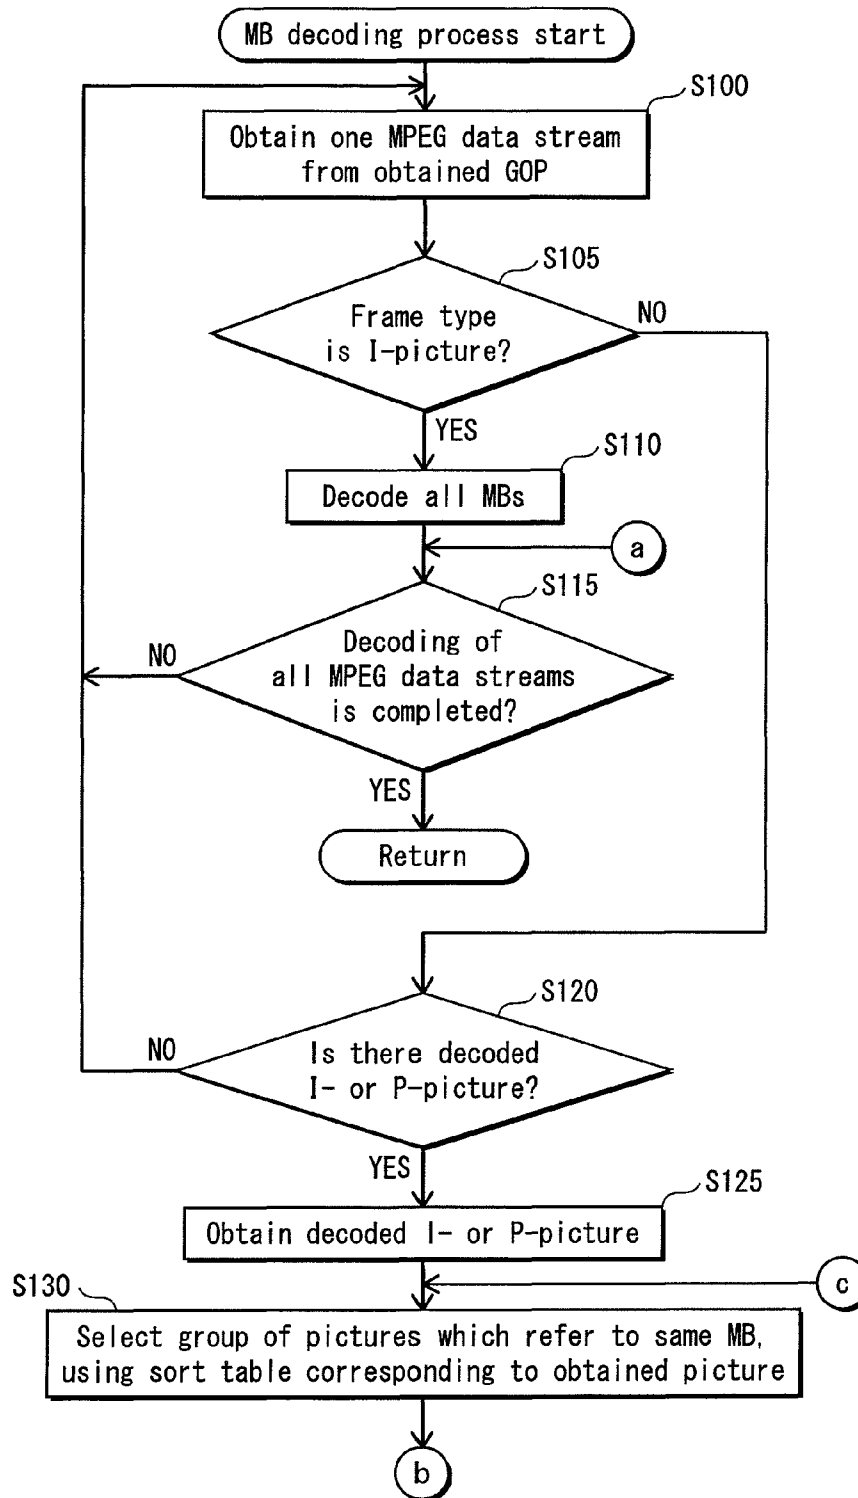 MB decoding process start
S100
Obtain one MPEG data stream
from obtained GOP
S105
Frame type
is I-picture?
NO
YES
S110
Decode all MBs
a
S115
Decoding of
all MPEG data streams
is completed?
NO
YES
Return
S120
Is there decoded
I- or P-picture?
NO
YES
S125
Obtain decoded I- or P-picture
c
S130
Select group of pictures which refer to same MB,
using sort table corresponding to obtained picture
b